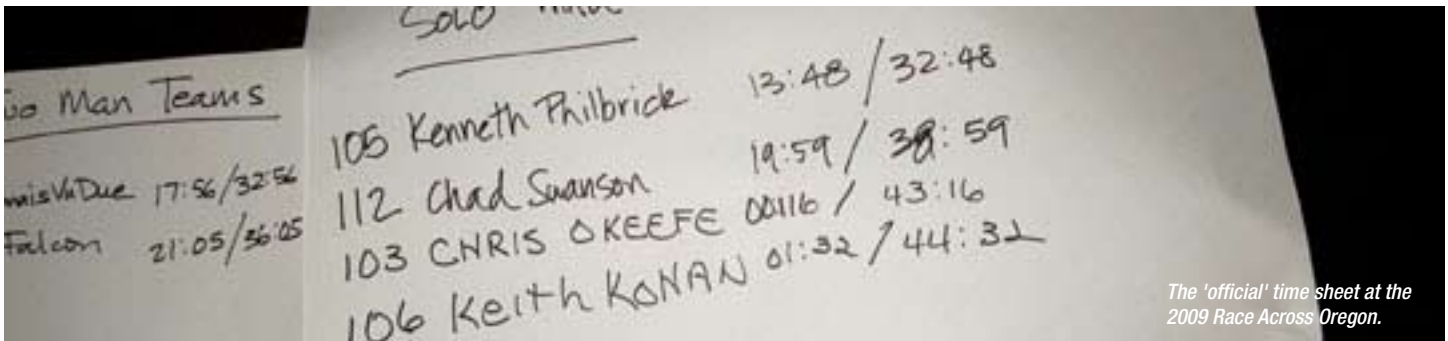 Man Teams
17:56/32:56
Falcon 21:05/36:05
SOLO
105 Kenneth Philbrick 13:48 / 32:48
112 Chad Swanson 19:59 / 38:59
103 CHRIS OKEEFE 00:16 / 43:16
106 Keith KONAN 01:32 / 44:32
The 'official' time sheet at the
2009 Race Across Oregon.